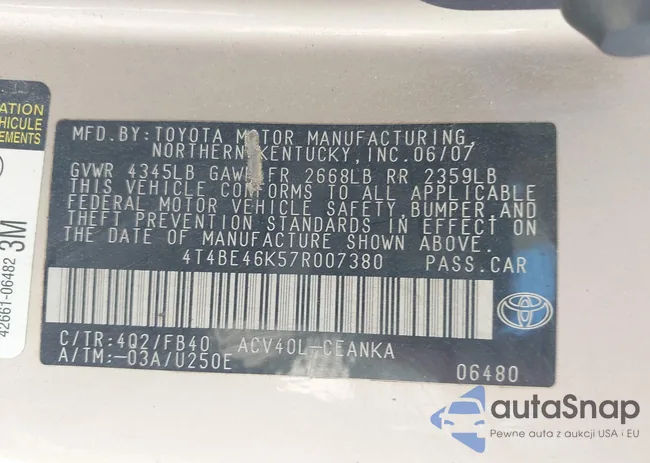 ATION
EHICULE
EMENTS
42661-06482 3M
MFD.BY:TOYOTA MOTOR MANUFACTURING,
NORTHERN KENTUCKY, INC.06/07
GVWR 4345LB GAWR FR 2668LB RR 2359LB
THIS VEHICLE CONFORMS TO ALL APPLICABLE
FEDERAL MOTOR VEHICLE SAFETY, BUMPER, AND
THEFT PREVENTION STANDARDS IN EFFECT ON
THE DATE OF MANUFACTURE SHOWN ABOVE.
4T4BE46K57R007380 PASS.CAR
C/TR:4Q2/FB40 ACV40L-CEANKA
A/TM:-03A/U250E
06480
autaSnap
Pewne auta z aukcji USA i EU